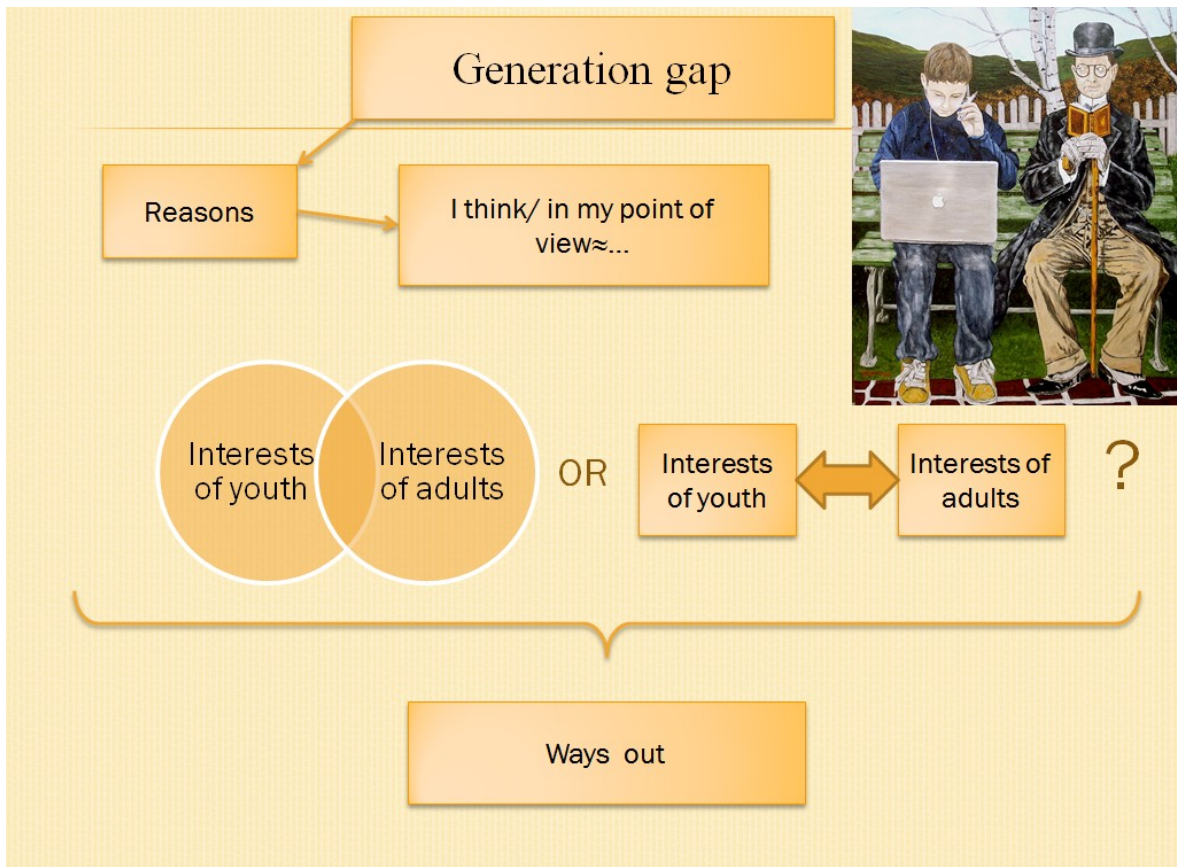 Generation gap
Reasons
I think/ in my point of
view≈...
Interests
of youth
Interests
of adults
OR
Interests
of youth
Interests of
adults
?
Ways out